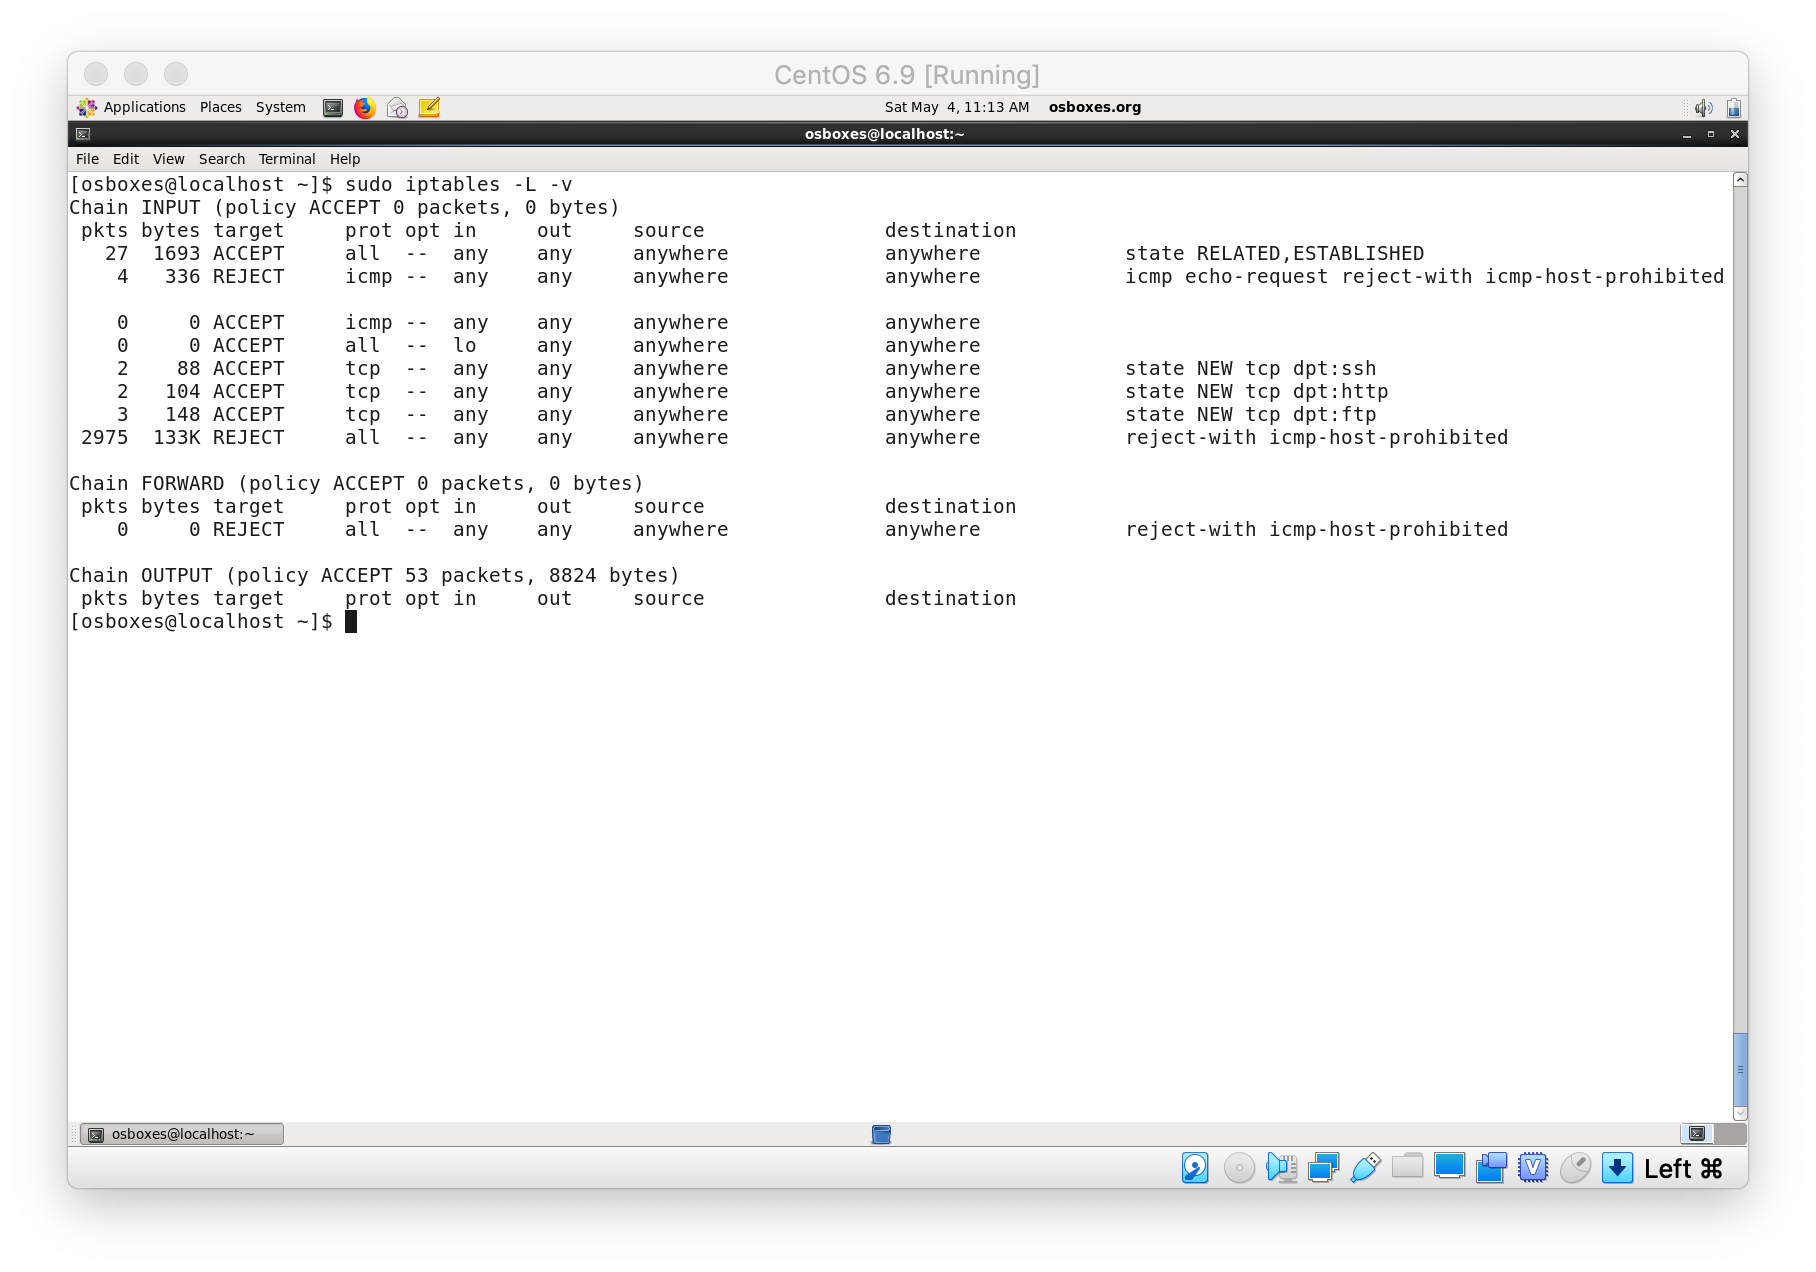 CentOS 6.9 [Running]
Applications Places System Sat May  4, 11:13 AM osboxes.org
osboxes@localhost:~
File Edit View Search Terminal Help
[osboxes@localhost ~]$ sudo iptables -L -v
Chain INPUT (policy ACCEPT 0 packets, 0 bytes)
 pkts bytes target     prot opt in     out     source               destination
   27  1693 ACCEPT     all  --  any    any     anywhere             anywhere            state RELATED,ESTABLISHED
    4   336 REJECT     icmp --  any    any     anywhere             anywhere            icmp echo-request reject-with icmp-host-prohibited
    0     0 ACCEPT     icmp --  any    any     anywhere             anywhere
    0     0 ACCEPT     all  --  lo     any     anywhere             anywhere
    2    88 ACCEPT     tcp  --  any    any     anywhere             anywhere            state NEW tcp dpt:ssh
    2   104 ACCEPT     tcp  --  any    any     anywhere             anywhere            state NEW tcp dpt:http
    3   148 ACCEPT     tcp  --  any    any     anywhere             anywhere            state NEW tcp dpt:ftp
 2975  133K REJECT     all  --  any    any     anywhere             anywhere            reject-with icmp-host-prohibited
Chain FORWARD (policy ACCEPT 0 packets, 0 bytes)
 pkts bytes target     prot opt in     out     source               destination
    0     0 REJECT     all  --  any    any     anywhere             anywhere            reject-with icmp-host-prohibited
Chain OUTPUT (policy ACCEPT 53 packets, 8824 bytes)
 pkts bytes target     prot opt in     out     source               destination
[osboxes@localhost ~]$
osboxes@localhost:~
Left ⌘